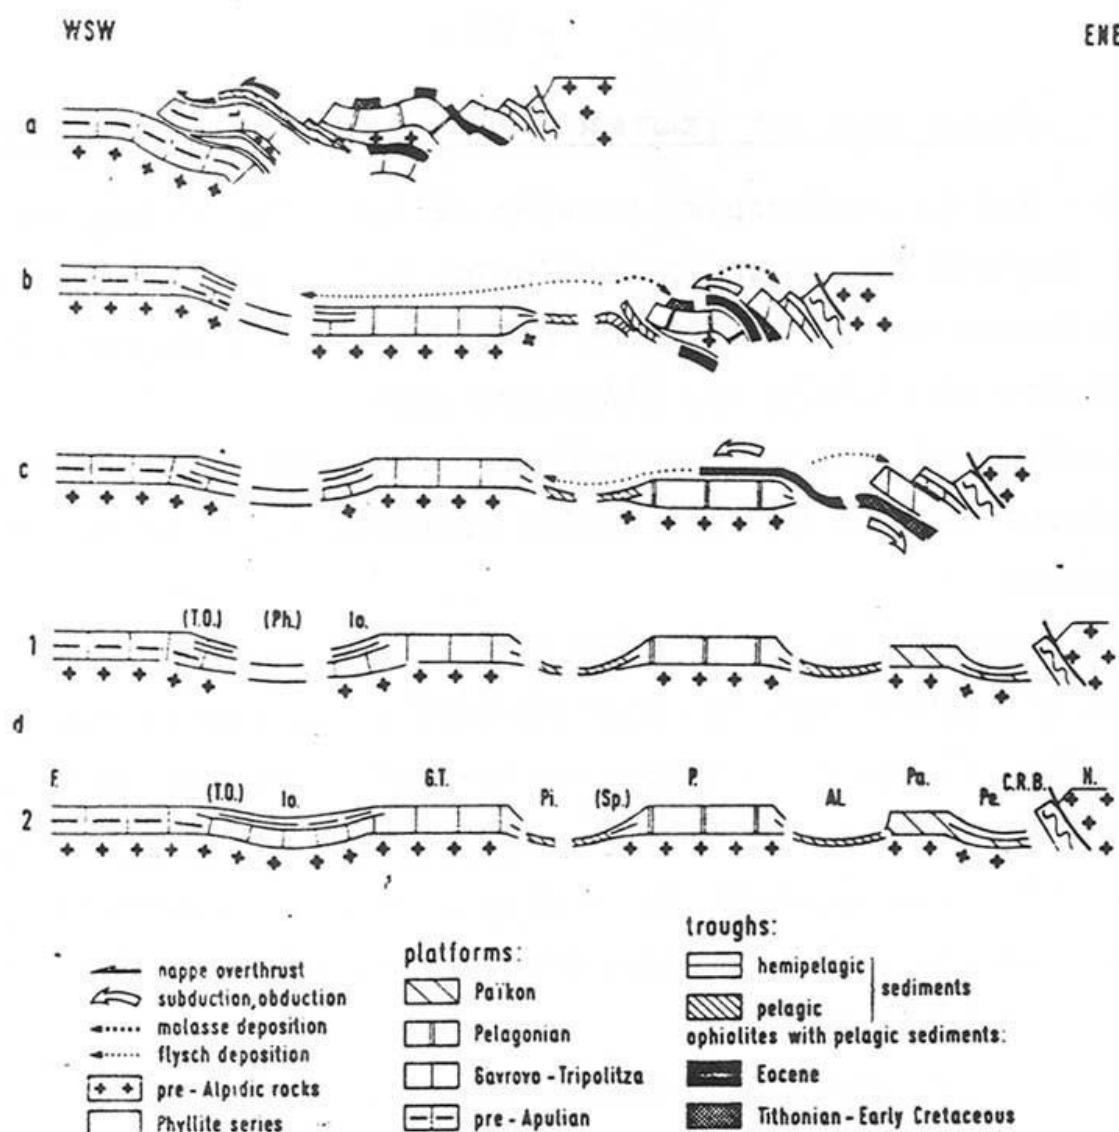 WSW
ENE
a
b
c
(T.O.) (Ph.) Io.
1
d
F. (T.O.) Io. G.T. Pi. (Sp.) P. Al. Pa. Pe. C.R.B. H.
2
nappe overthrust
subduction, obduction
molasse deposition
flysch deposition
pre - Alpidic rocks
Phyllite series
platforms:
Païkon
Pelagonian
Gavrovo - Tripolitza
pre - Apulian
troughs:
hemipelagic
pelagic
sediments
ophiolites with pelagic sediments:
Eocene
Tithonian - Early Cretaceous